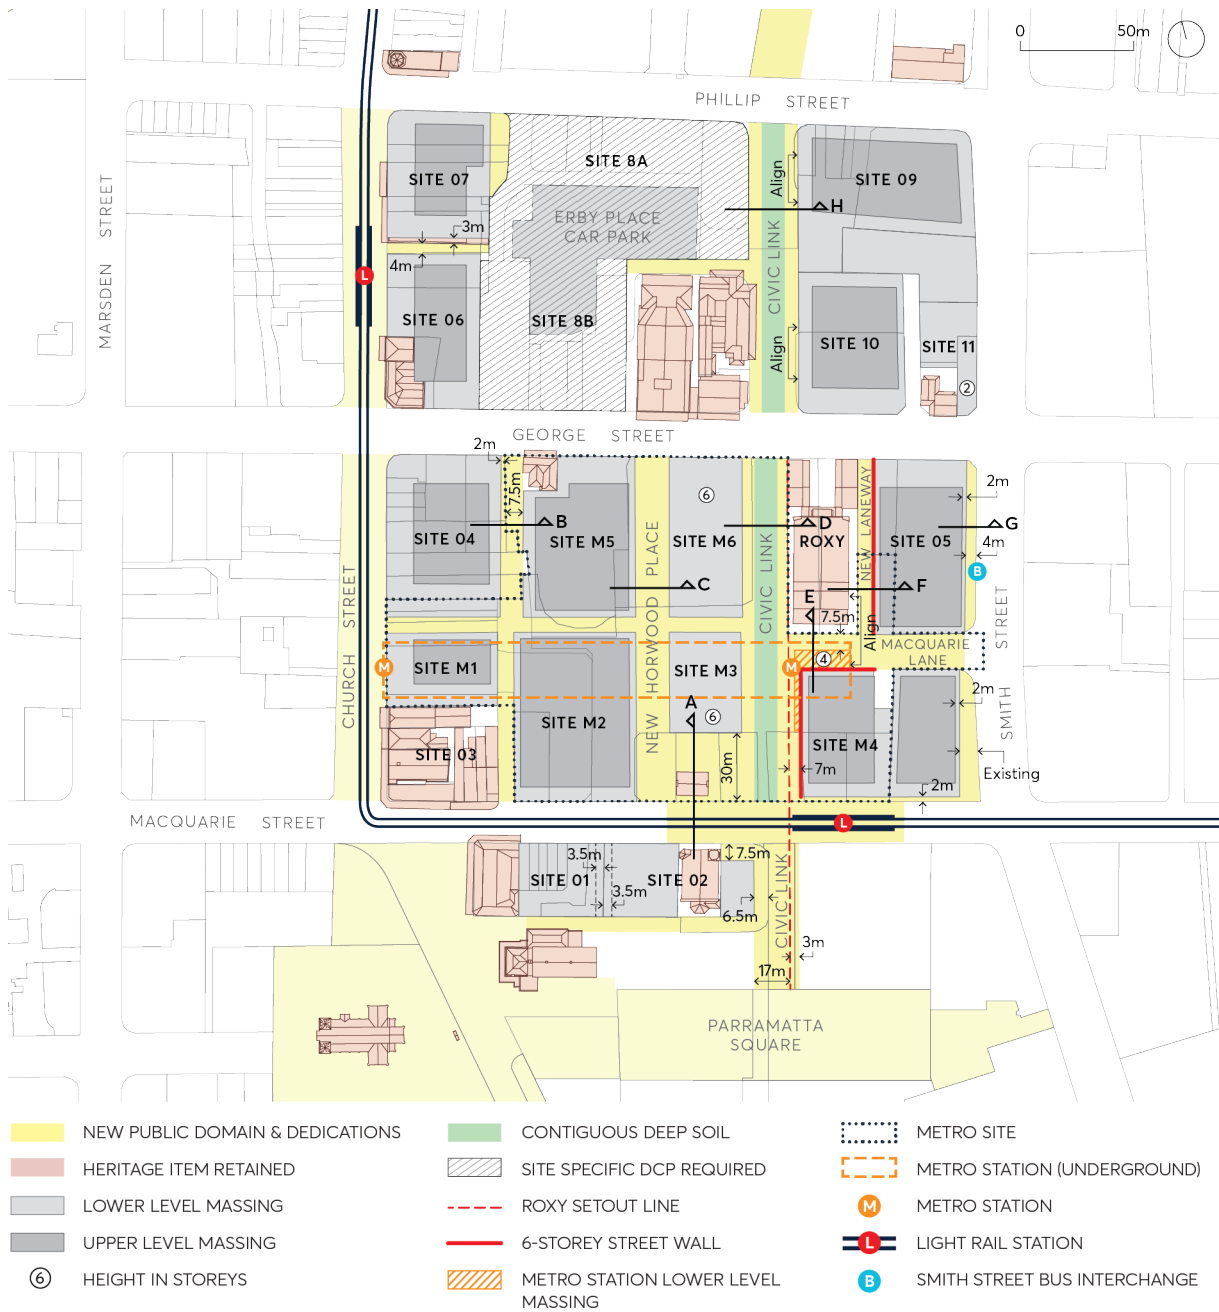 0 50m
PHILLIP STREET
MARSDEN STREET
SITE 07
SITE 8A
SITE 09
Align
H
ERBY PLACE
CAR PARK
3m
4m
CIVIC LINK
L
SITE 06
SITE 8B
SITE 10
SITE 11
Align
2
GEORGE STREET
2m
7.5m
6
2m
NEW LANEWAY
B
D
G
SITE 04
SITE M5
SITE M6
ROXY
SITE 05
4m
B
NEW HORWOOD PLACE
CIVIC LINK
C
E
F
7.5m
Align
CHURCH STREET
SMITH STREET
MACQUARIE
LANE
M
SITE M1
SITE M3
M
4
A
6
2m
SITE M2
SITE M4
SITE 03
30m
7m
Existing
2m
MACQUARIE STREET
L
3.5m
7.5m
SITE 01
SITE 02
3.5m
6.5m
CIVIC LINK
3m
17m
PARRAMATTA
SQUARE
NEW PUBLIC DOMAIN & DEDICATIONS
HERITAGE ITEM RETAINED
LOWER LEVEL MASSING
UPPER LEVEL MASSING
6 HEIGHT IN STOREYS
CONTIGUOUS DEEP SOIL
SITE SPECIFIC DCP REQUIRED
ROXY SETOUT LINE
6-STOREY STREET WALL
METRO STATION LOWER LEVEL
MASSING
METRO SITE
METRO STATION (UNDERGROUND)
M METRO STATION
L LIGHT RAIL STATION
B SMITH STREET BUS INTERCHANGE